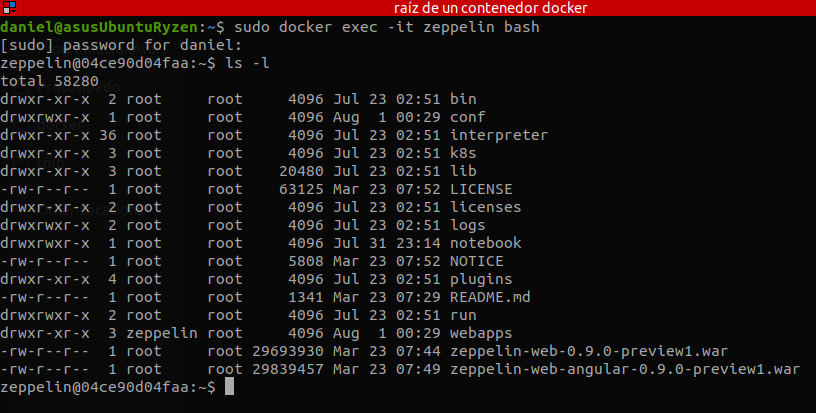 raíz de un contenedor docker
daniel@asusUbuntuRyzen:~$ sudo docker exec -it zeppelin bash
[sudo] password for daniel:
zeppelin@04ce90d04faa:~$ ls -l
total 58280
drwxr-xr-x  2 root     root     4096 Jul 23 02:51 bin
drwxrwxr-x  1 root     root     4096 Aug  1 00:29 conf
drwxr-xr-x 36 root     root     4096 Jul 23 02:51 interpreter
drwxr-xr-x  3 root     root     4096 Jul 23 02:51 k8s
drwxr-xr-x  3 root     root    20480 Jul 23 02:51 lib
-rw-r--r--  1 root     root    63125 Mar 23 07:52 LICENSE
drwxr-xr-x  2 root     root     4096 Jul 23 02:51 licenses
drwxrwxr-x  2 root     root     4096 Jul 23 02:51 logs
drwxrwxr-x  1 root     root     4096 Jul 31 23:14 notebook
-rw-r--r--  1 root     root     5808 Mar 23 07:52 NOTICE
drwxr-xr-x  4 root     root     4096 Jul 23 02:51 plugins
-rw-r--r--  1 root     root     1341 Mar 23 07:29 README.md
drwxrwxr-x  2 root     root     4096 Jul 23 02:51 run
drwxrwxr-x  3 zeppelin root     4096 Aug  1 00:29 webapps
-rw-r--r--  1 root     root 29693930 Mar 23 07:44 zeppelin-web-0.9.0-preview1.war
-rw-r--r--  1 root     root 29839457 Mar 23 07:49 zeppelin-web-angular-0.9.0-preview1.war
zeppelin@04ce90d04faa:~$